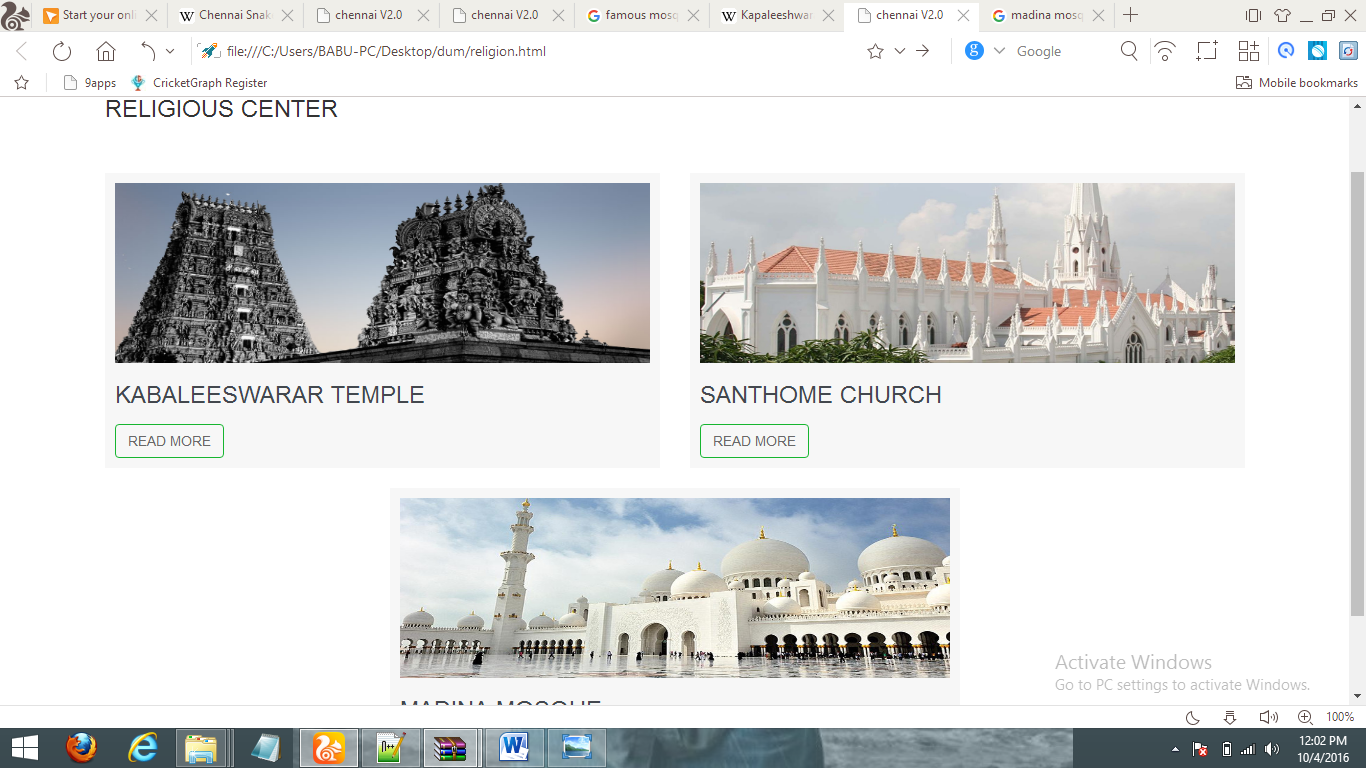 Start your onli
Chennai Snak
chennai V2.0
chennai V2.0
famous mosq
Kapaleeshwar
chennai V2.0
madina mosq
file:///C:/Users/BABU-PC/Desktop/dum/religion.html
Google
9apps
CricketGraph Register
Mobile bookmarks
RELIGIOUS CENTER
KABALEESWARAR TEMPLE
SANTHOME CHURCH
READ MORE
READ MORE
MADINA MOSQUE
Activate Windows
Go to PC settings to activate Windows.
100%
12:02 PM
10/4/2016